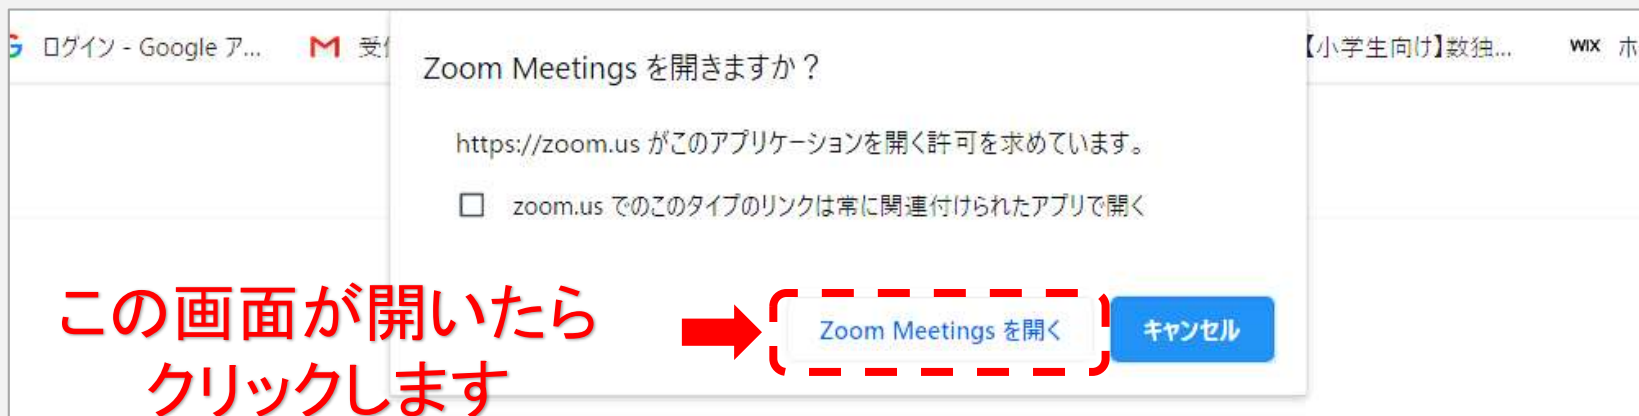 ログイン - Google ア... 受信 【小学生向け】数独... WIX ホ
Zoom Meetings を開きますか？
https://zoom.us がこのアプリケーションを開く許可を求めています。
zoom.us でのこのタイプのリンクは常に関連付けられたアプリで開く
この画面が開いたら
クリックします
Zoom Meetings を開く キャンセル